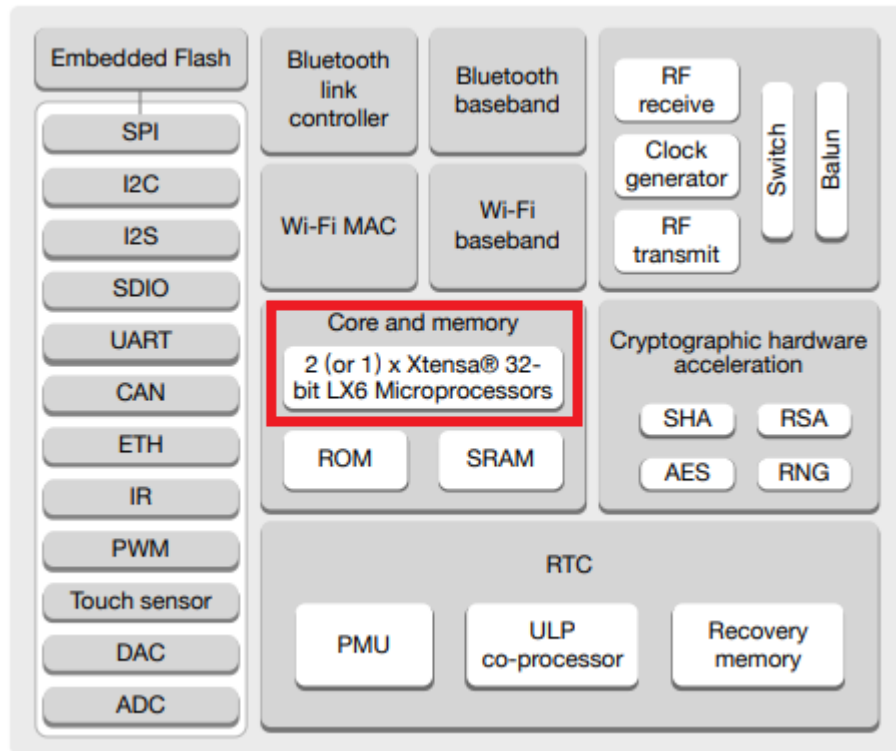 Embedded Flash
SPI
I2C
I2S
SDIO
UART
CAN
ETH
IR
PWM
Touch sensor
DAC
ADC
Bluetooth
link
controller
Bluetooth
baseband
Wi-Fi MAC
Wi-Fi
baseband
RF
receive
Clock
generator
RF
transmit
Switch
Balun
Core and memory
2 (or 1) x Xtensa® 32-
bit LX6 Microprocessors
ROM
SRAM
Cryptographic hardware
acceleration
SHA
RSA
AES
RNG
RTC
PMU
ULP
co-processor
Recovery
memory